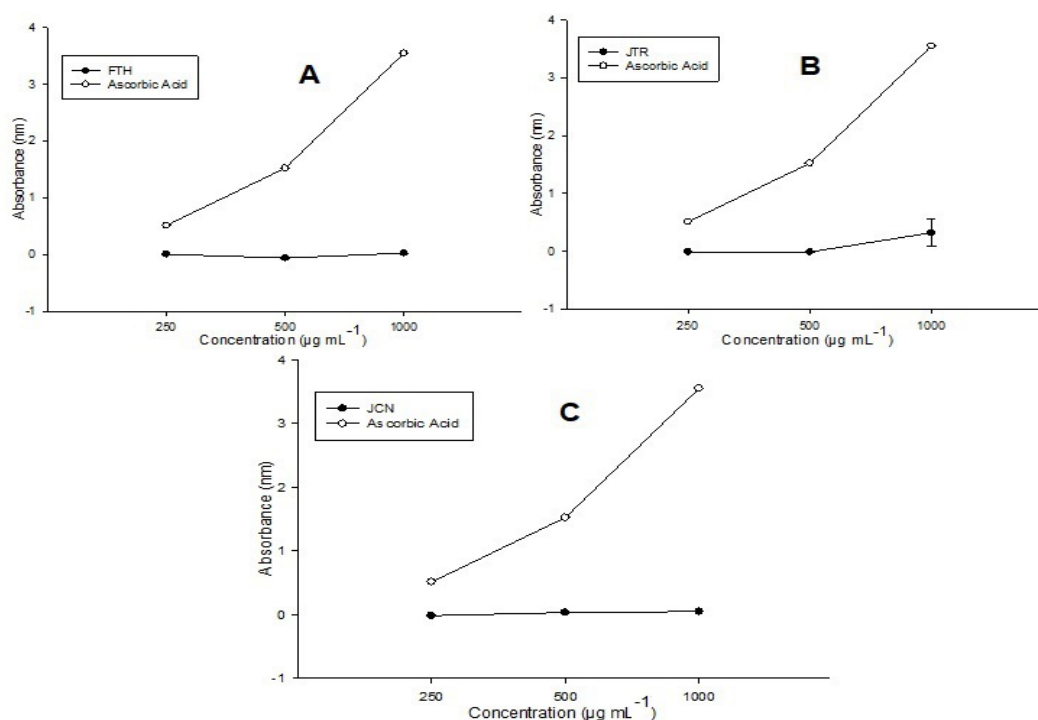 4
3
2
1
0
-1
Absorbance (nm)
FTH
Ascorbic Acid
A
250 500 1000
Concentration (µg mL-1)
4
3
2
1
0
-1
Absorbance (nm)
JTR
Ascorbic Acid
B
250 500 1000
Concentration (µg mL-1)
4
3
2
1
0
-1
Absorbance (nm)
JCN
Ascorbic Acid
C
250 500 1000
Concentration (µg mL-1)